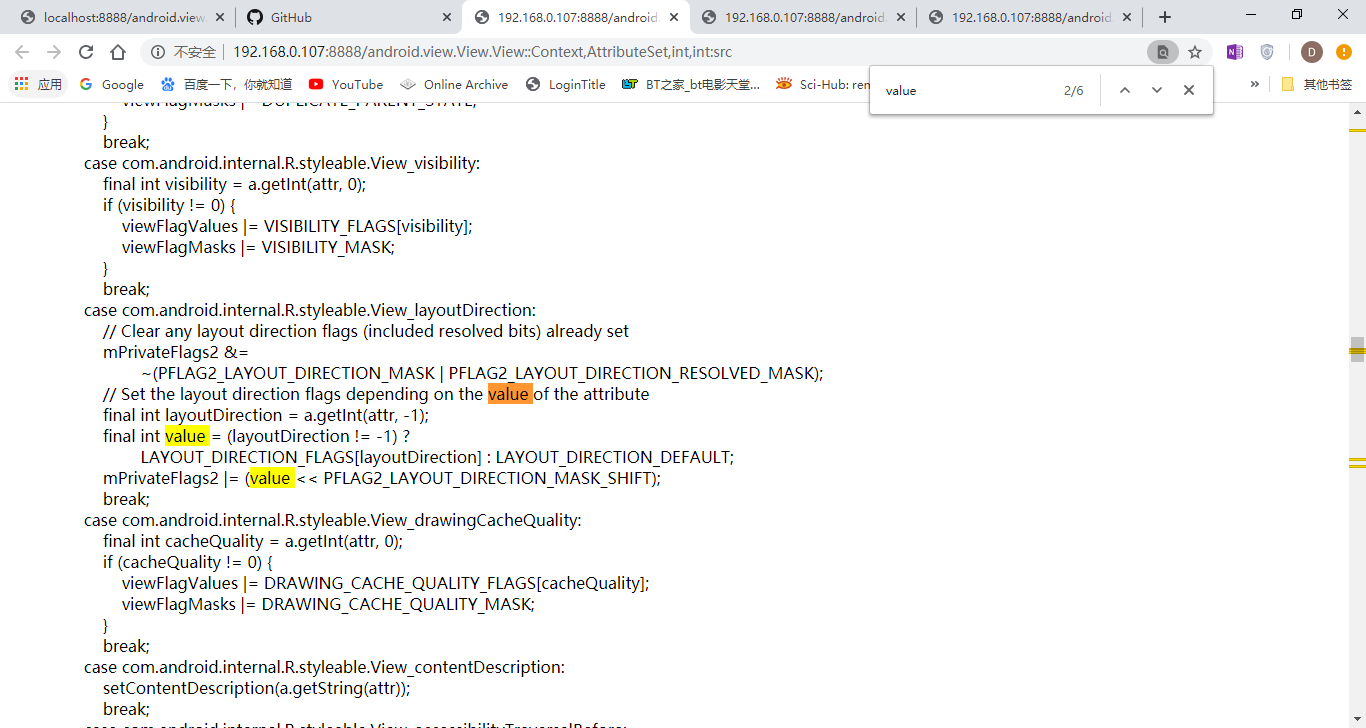 localhost:8888/android.view
GitHub
192.168.0.107:8888/android.
192.168.0.107:8888/android.
192.168.0.107:8888/android.
不安全 192.168.0.107:8888/android.view.View.View::Context,AttributeSet,int,int:src
D
应用 Google 百度一下，你就知道 YouTube Online Archive LoginTitle BT之家_bt电影天堂... Sci-Hub: ren » 其他书签
value 2/6
viewFlagMasks |= DUPLICATE_PARENT_STATE;
}
break;
case com.android.internal.R.styleable.View_visibility:
final int visibility = a.getInt(attr, 0);
if (visibility != 0) {
viewFlagValues |= VISIBILITY_FLAGS[visibility];
viewFlagMasks |= VISIBILITY_MASK;
}
break;
case com.android.internal.R.styleable.View_layoutDirection:
// Clear any layout direction flags (included resolved bits) already set
mPrivateFlags2 &=
~(PFLAG2_LAYOUT_DIRECTION_MASK | PFLAG2_LAYOUT_DIRECTION_RESOLVED_MASK);
// Set the layout direction flags depending on the value of the attribute
final int layoutDirection = a.getInt(attr, -1);
final int value = (layoutDirection != -1) ?
LAYOUT_DIRECTION_FLAGS[layoutDirection] : LAYOUT_DIRECTION_DEFAULT;
mPrivateFlags2 |= (value << PFLAG2_LAYOUT_DIRECTION_MASK_SHIFT);
break;
case com.android.internal.R.styleable.View_drawingCacheQuality:
final int cacheQuality = a.getInt(attr, 0);
if (cacheQuality != 0) {
viewFlagValues |= DRAWING_CACHE_QUALITY_FLAGS[cacheQuality];
viewFlagMasks |= DRAWING_CACHE_QUALITY_MASK;
}
break;
case com.android.internal.R.styleable.View_contentDescription:
setContentDescription(a.getString(attr));
break;
case com.android.internal.R.styleable.View_accessibilityTraversalBefore: